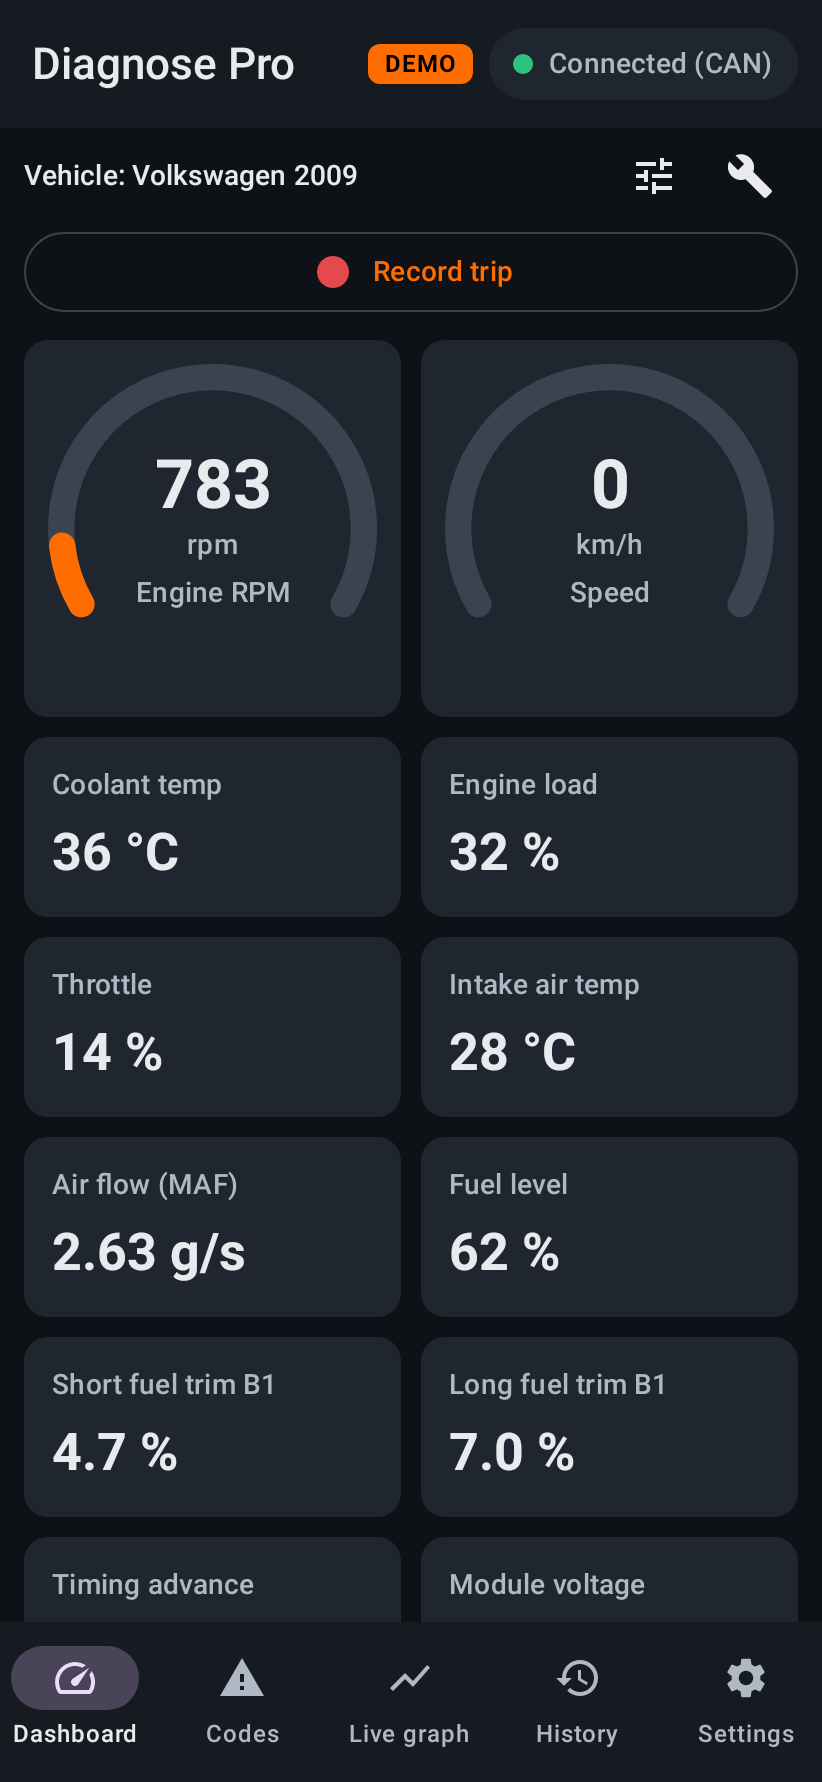 Diagnose Pro
DEMO
Connected (CAN)
Vehicle: Volkswagen 2009
Record trip
783
rpm
Engine RPM
0
km/h
Speed
Coolant temp
36 °C
Engine load
32 %
Throttle
14 %
Intake air temp
28 °C
Air flow (MAF)
2.63 g/s
Fuel level
62 %
Short fuel trim B1
4.7 %
Long fuel trim B1
7.0 %
Timing advance
Module voltage
Dashboard
Codes
Live graph
History
Settings